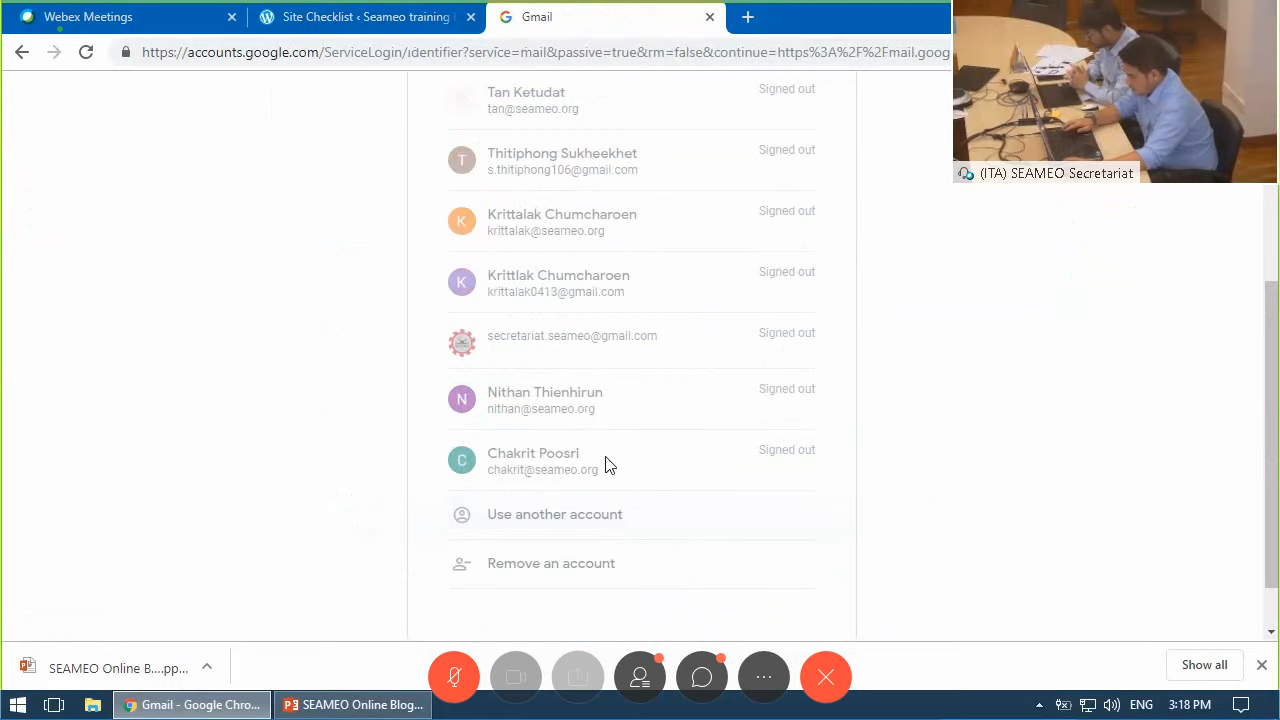 Webex Meetings
Site Checklist ‹ Seameo training
Gmail
https://accounts.google.com/ServiceLogin/identifier?service=mail&passive=true&rm=false&continue=https%3A%2F%2Fmail.goog
(ITA) SEAMEO Secretariat
Tan Ketudat
Signed out
tan@seameo.org
T
Thitiphong Sukheekhet
Signed out
s.thitiphong106@gmail.com
K
Krittalak Chumcharoen
Signed out
krittalak@seameo.org
K
Krittlak Chumcharoen
Signed out
krittalak0413@gmail.com
secretariat.seameo@gmail.com
Signed out
N
Nithan Thienhirun
Signed out
nithan@seameo.org
C
Chakrit Poosri
Signed out
chakrit@seameo.org
Use another account
Remove an account
SEAMEO Online B....pp...
Show all
Gmail - Google Chro...
SEAMEO Online Blog...
ENG
3:18 PM